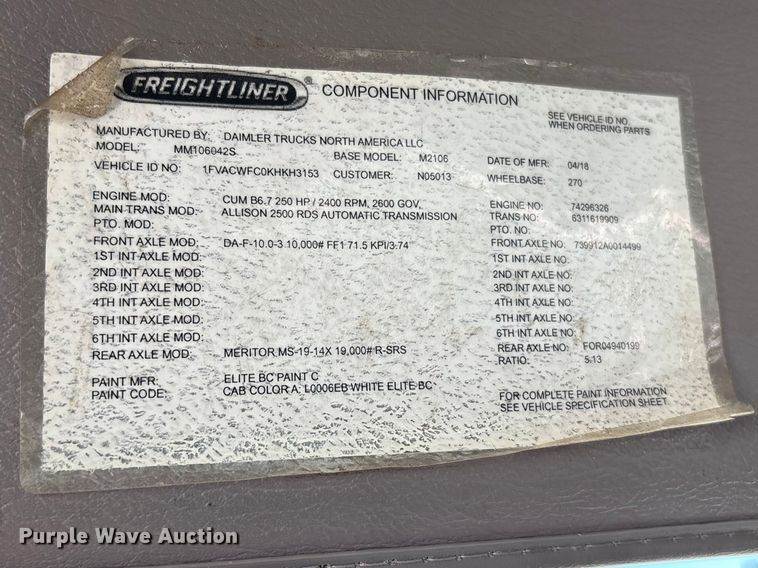 FREIGHTLINER® COMPONENT INFORMATION
SEE VEHICLE ID NO.
WHEN ORDERING PARTS
MANUFACTURED BY: DAIMLER TRUCKS NORTH AMERICA LLC
MODEL: MM106042S BASE MODEL: M2106 DATE OF MFR: 04/18
VEHICLE ID NO: 1FVACWFC0KHKH3153 CUSTOMER: N05013 WHEELBASE: 270
ENGINE MOD: CUM B6.7 250 HP / 2400 RPM, 2600 GOV, ENGINE NO: 74296326
MAIN TRANS MOD: ALLISON 2500 RDS AUTOMATIC TRANSMISSION TRANS NO: 6311619909
PTO. MOD: PTO. NO:
FRONT AXLE MOD: DA-F-10.0-3 10,000# FF1 71.5 KPI/3.74 FRONT AXLE NO: 739912A0014499
1ST INT AXLE MOD: 1ST INT AXLE NO:
2ND INT AXLE MOD: 2ND INT AXLE NO:
3RD INT AXLE MOD: 3RD INT AXLE NO:
4TH INT AXLE MOD: 4TH INT AXLE NO:
5TH INT AXLE MOD: 5TH INT AXLE NO:
6TH INT AXLE MOD: 6TH INT AXLE NO:
REAR AXLE MOD: MERITOR MS-19-14X 19,000# R-SRS REAR AXLE NO: FOR04940199
RATIO: 5.13
PAINT MFR: ELITE BC PAINT C
PAINT CODE: CAB COLOR A: L0006EB WHITE ELITE BC
FOR COMPLETE PAINT INFORMATION
SEE VEHICLE SPECIFICATION SHEET.
Purple Wave Auction